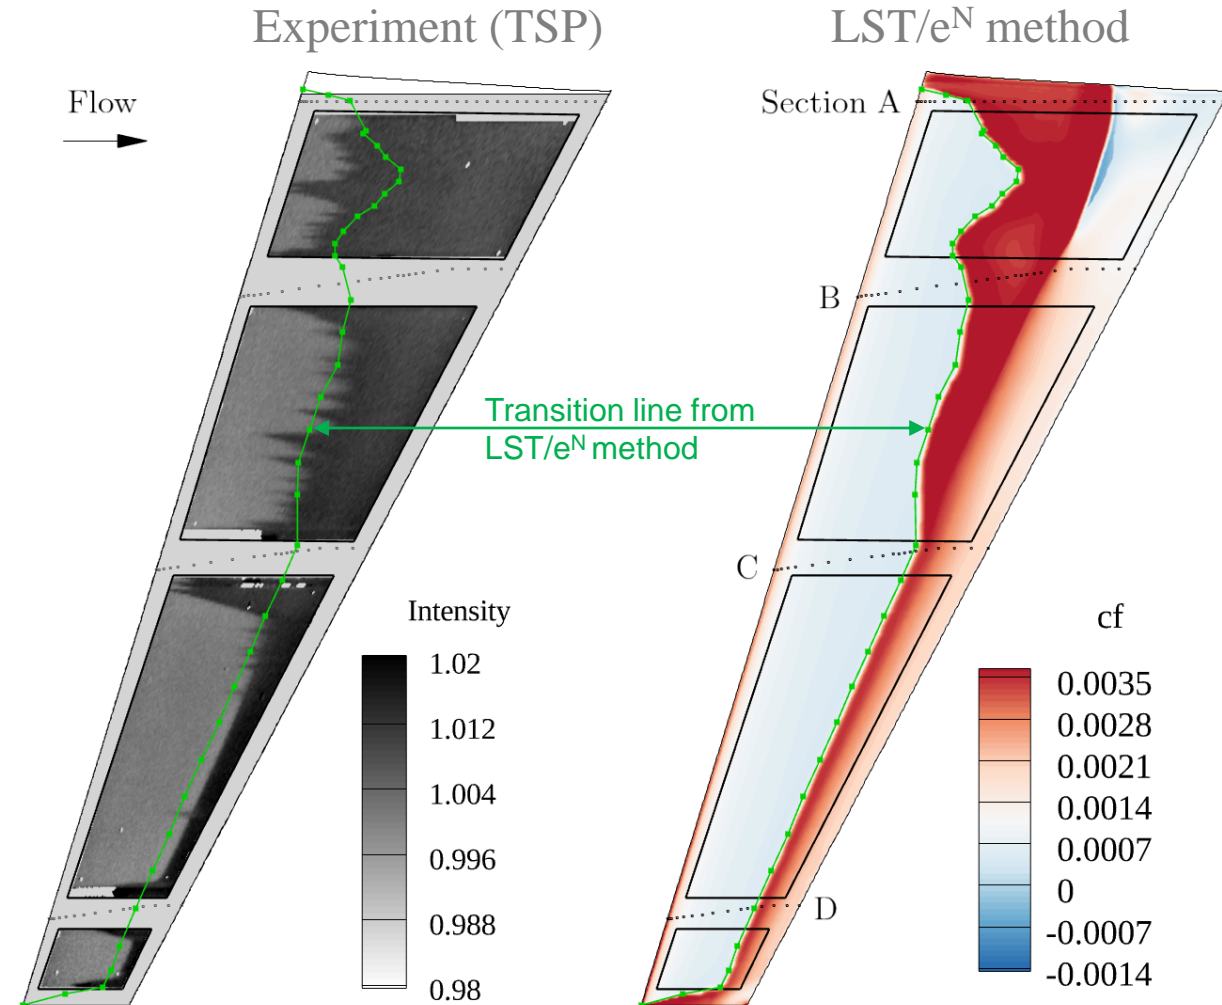 Experiment (TSP)
LST/eᴺ method
Flow
Section A
B
Transition line from
LST/eᴺ method
C
Intensity
1.02
1.012
1.004
0.996
0.988
0.98
cf
0.0035
0.0028
0.0021
0.0014
0.0007
0
-0.0007
-0.0014
D